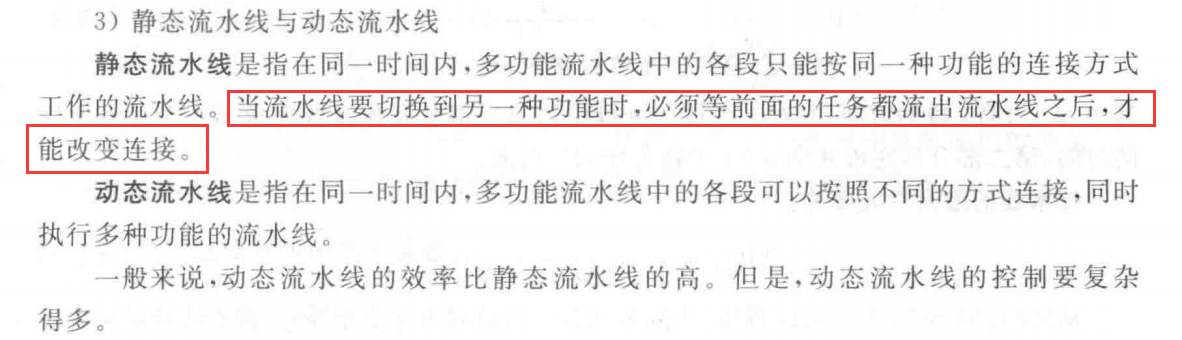 3) 静态流水线与动态流水线
静态流水线是指在同一时间内,多功能流水线中的各段只能按同一种功能的连接方式
工作的流水线。当流水线要切换到另一种功能时,必须等前面的任务都流出流水线之后,才
能改变连接。
动态流水线是指在同一时间内,多功能流水线中的各段可以按照不同的方式连接,同时
执行多种功能的流水线。
一般来说,动态流水线的效率比静态流水线的高。但是,动态流水线的控制要复杂
得多。